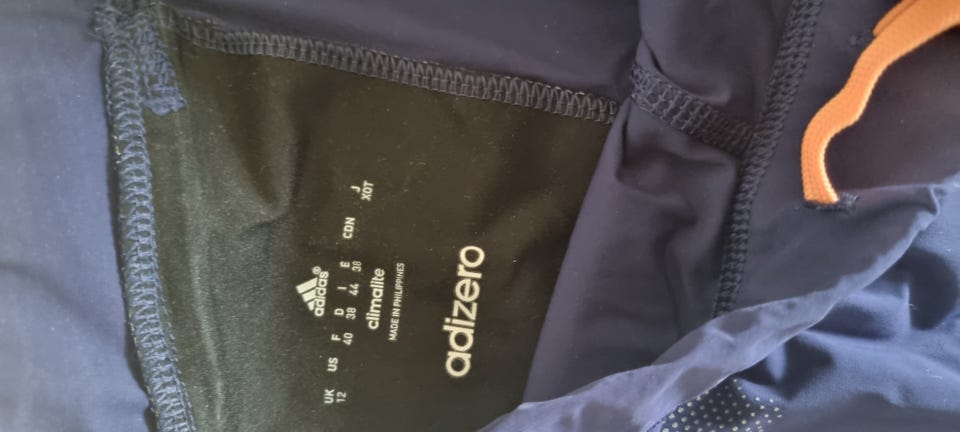 adidas®
UK US F D I E CDN J
12 40 38 44 38 XOT
climalite
MADE IN PHILIPPINES
adizero